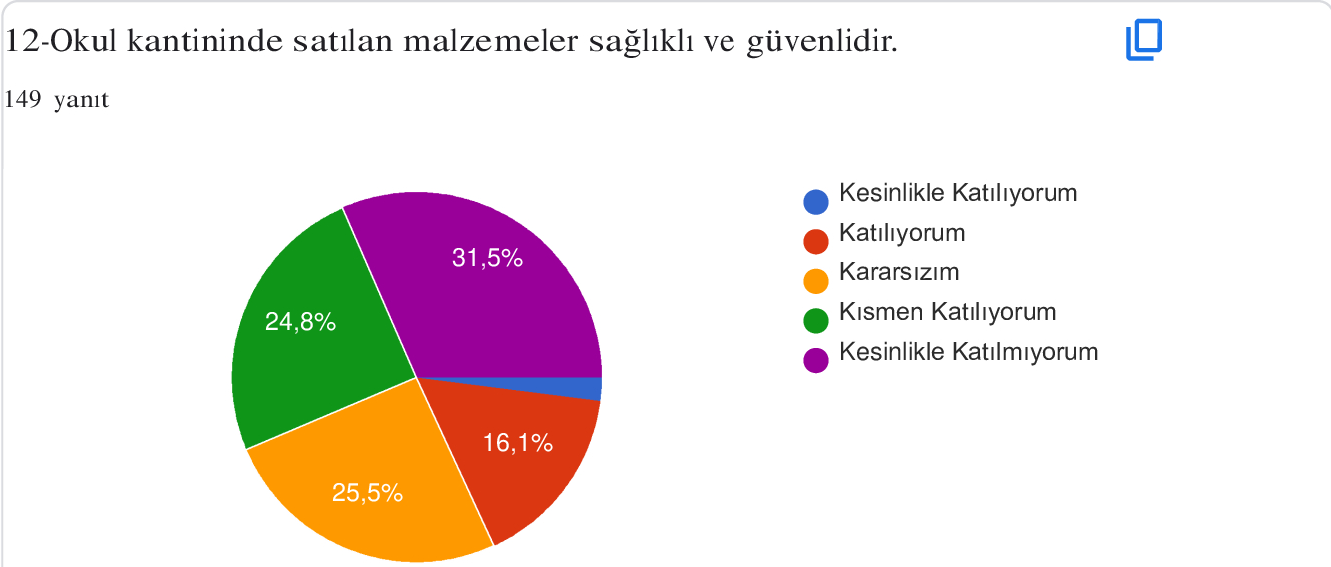 12-Okul kantininde satılan malzemeler sağlıklı ve güvenlidir.
149 yanıt
Kesinlikle Katılıyorum
Katılıyorum
Kararsızım
Kısmen Katılıyorum
Kesinlikle Katılmıyorum
31,5%
24,8%
16,1%
25,5%